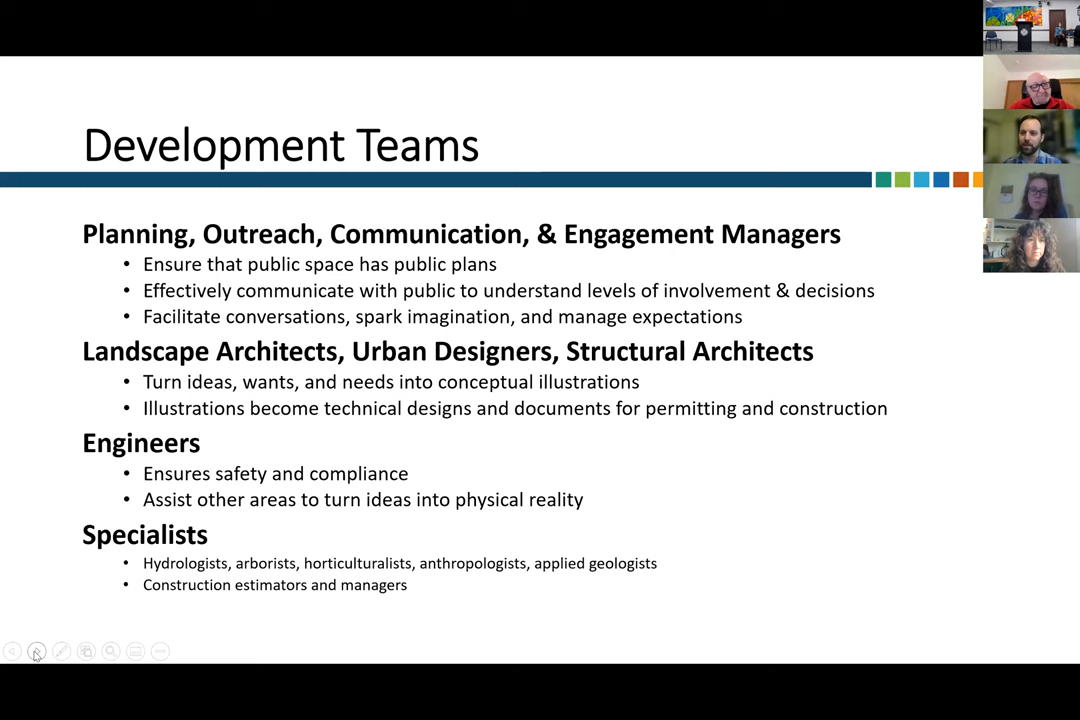 Development Teams
Planning, Outreach, Communication, & Engagement Managers
• Ensure that public space has public plans
• Effectively communicate with public to understand levels of involvement & decisions
• Facilitate conversations, spark imagination, and manage expectations
Landscape Architects, Urban Designers, Structural Architects
• Turn ideas, wants, and needs into conceptual illustrations
• Illustrations become technical designs and documents for permitting and construction
Engineers
• Ensures safety and compliance
• Assist other areas to turn ideas into physical reality
Specialists
• Hydrologists, arborists, horticulturalists, anthropologists, applied geologists
• Construction estimators and managers